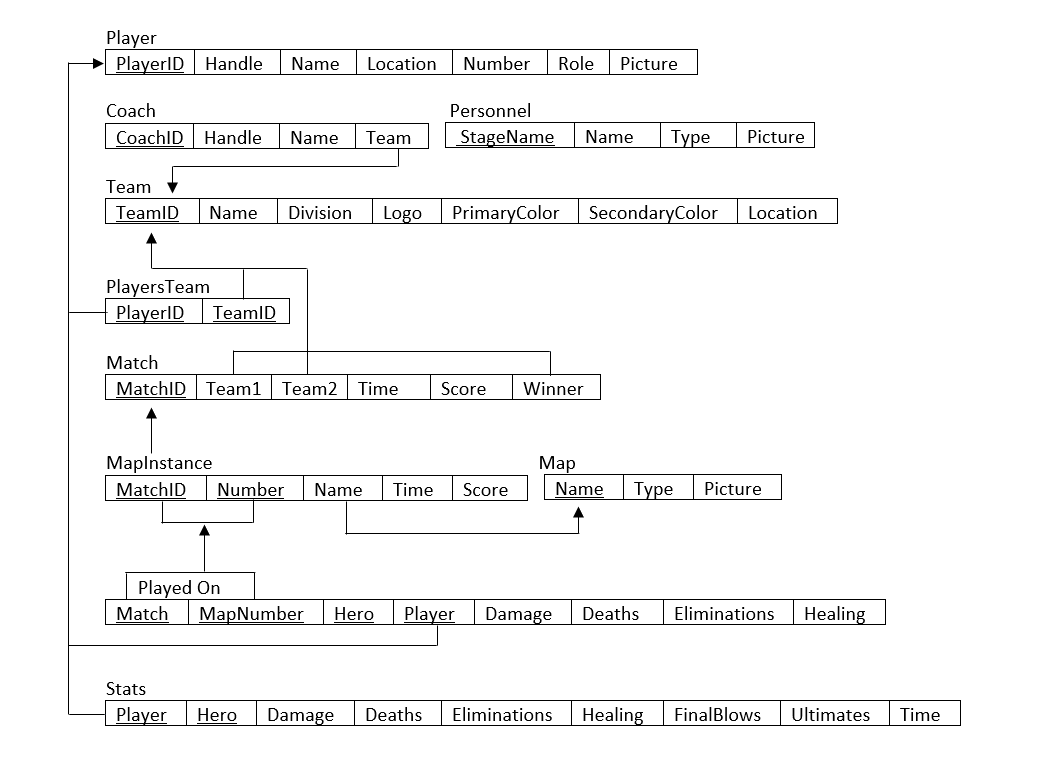 Player
PlayerID Handle Name Location Number Role Picture
Coach Personnel
CoachID Handle Name Team StageName Name Type Picture
Team
TeamID Name Division Logo PrimaryColor SecondaryColor Location
PlayersTeam
PlayerID TeamID
Match
MatchID Team1 Team2 Time Score Winner
MapInstance Map
MatchID Number Name Time Score Name Type Picture
Played On
Match MapNumber Hero Player Damage Deaths Eliminations Healing
Stats
Player Hero Damage Deaths Eliminations Healing FinalBlows Ultimates Time